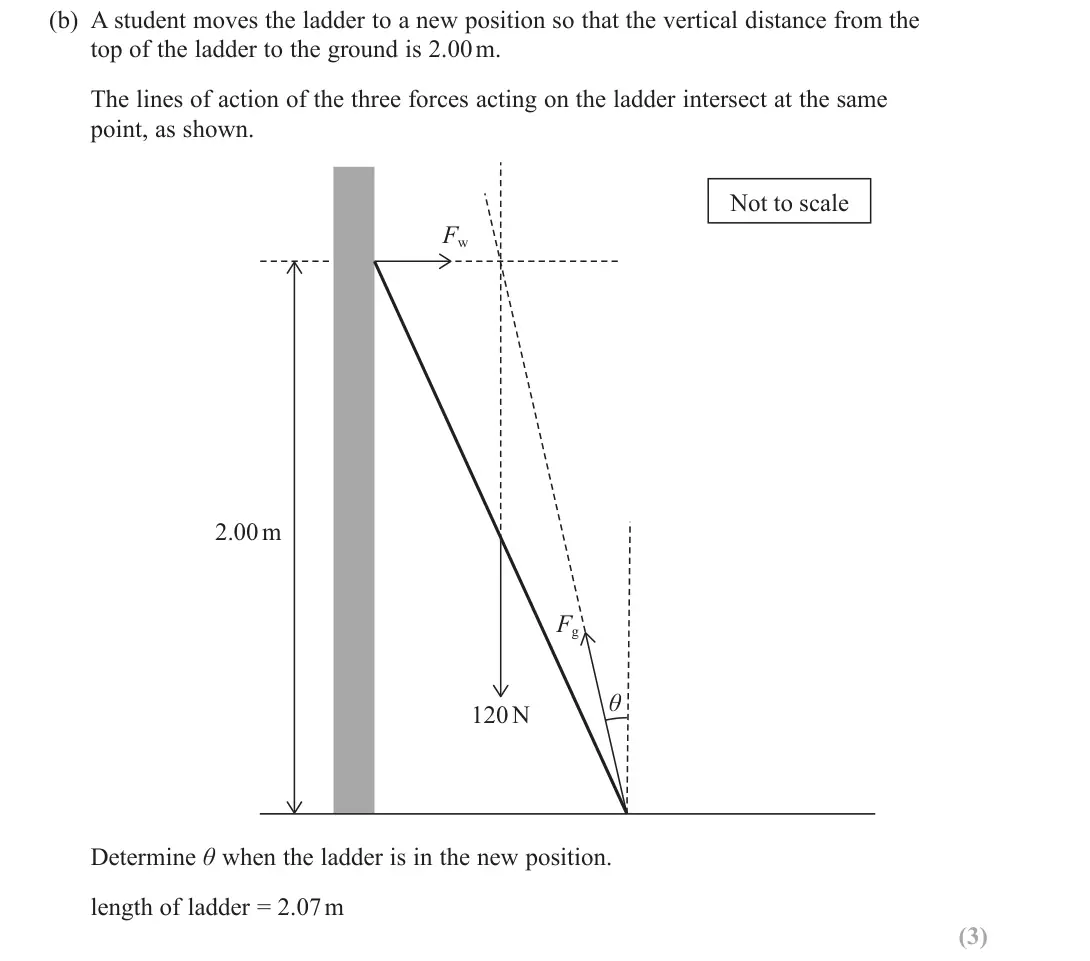 (b) A student moves the ladder to a new position so that the vertical distance from the
top of the ladder to the ground is 2.00 m.
The lines of action of the three forces acting on the ladder intersect at the same
point, as shown.
Not to scale
Fw
2.00 m
Fg
θ
120 N
Determine θ when the ladder is in the new position.
length of ladder = 2.07 m
(3)